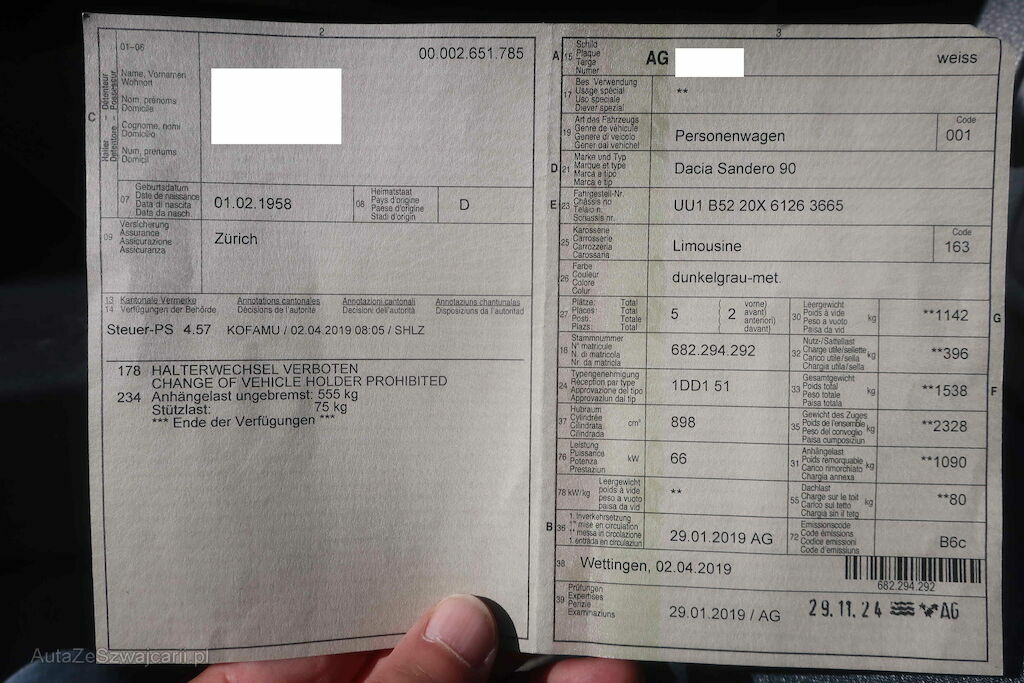 2
01-06
00.002.651.785
C
Halter Détenteur
Detentore Possessur
Name, Vornamen
Wohnort
Nom, prénoms
Domicile
Cognome, nomi
Domicilio
Num, prenums
Domicil
07
Geburtsdatum
Date de naissance
Data di nascita
Data da nasch.
01.02.1958
08
Heimatstaat
Pays d'origine
Paese d'origine
Stadi d'origin
D
09
Versicherung
Assurance
Assicurazione
Assicuranza
Zürich
13
14
Kantonale Vermerke
Verfügungen der Behörde
Annotations cantonales
Décisions de l'autorité
Annotazioni cantonali
Decisioni dell'autorità
Annotaziuns chantunalas
Disposiziuns da l'autoritad
Steuer-PS 4.57 KOFAMU / 02.04.2019 08:05 / SHLZ
178 HALTERWECHSEL VERBOTEN
CHANGE OF VEHICLE HOLDER PROHIBITED
234 Anhängelast ungebremst: 555 kg
Stützlast: 75 kg
*** Ende der Verfügungen ***
3
A
15
Schild
Plaque
Targa
Numer
AG
weiss
17
Bes. Verwendung
Usage spécial
Uso speciale
Diever spezial
**
19
Art des Fahrzeugs
Genre de véhicule
Genere di veicolo
Gener dal vehichel
Personenwagen
Code
001
D
21
Marke und Typ
Marque et type
Marca e tipo
Marca e tip
Dacia Sandero 90
E
23
Fahrgestell-Nr.
Châssis no
Telaio n.
Schassis nr.
UU1 B52 20X 6126 3665
25
Karosserie
Carrosserie
Carrozzeria
Carossaria
Limousine
Code
163
26
Farbe
Couleur
Colore
Colur
dunkelgrau-met.
27
Plätze: Total
Places: Total
Posti: Totale
Plazs: Total
5
( 2
vorne)
avant)
anteriori)
davant)
30
Leergewicht
Poids à vide
Peso a vuoto
Paisa da vid
kg
**1142
G
18
Stammnummer
N° matricule
N. di matricola
Nr. da matricla
682.294.292
32
Nutz-/Sattellast
Charge utile/sellette
Carico utile/sella
Chargia utila/sella
kg
**396
24
Typengenehmigung
Réception par type
Approvazione del tipo
Approvaziun dal tip
1DD1 51
33
Gesamtgewicht
Poids total
Peso totale
Paisa totala
kg
**1538
F
37
Hubraum
Cylindrée
Cilindrata
Cilindrada
cm³
898
35
Gewicht des Zuges
Poids de l'ensemble
Peso del convoglio
Paisa cumposiziun
kg
**2328
76
Leistung
Puissance
Potenza
Prestaziun
kW
66
31
Anhängelast
Poids remorquable
Carico rimorchiato
Chargia annexa
kg
**1090
78 kW/kg
Leergewicht
poids à vide
peso a vuoto
paisa da vid
**
55
Dachlast
Charge sur le toit
Carico sul tetto
Chargia sin il tetg
kg
**80
B
36
1. Inverkehrsetzung
1re mise en circulation
1a messa in circolazione
1. entrada en circulaziun
29.01.2019 AG
72
Emissionscode
Code émissions
Codice emissioni
Code d'emissiuns
B6c
38
Wettingen, 02.04.2019
682.294.292
39
Prüfungen
Expertises
Perizie
Examinaziuns
29.01.2019 / AG
29.11.24 AG
AutaZeSzwajcarii.pl